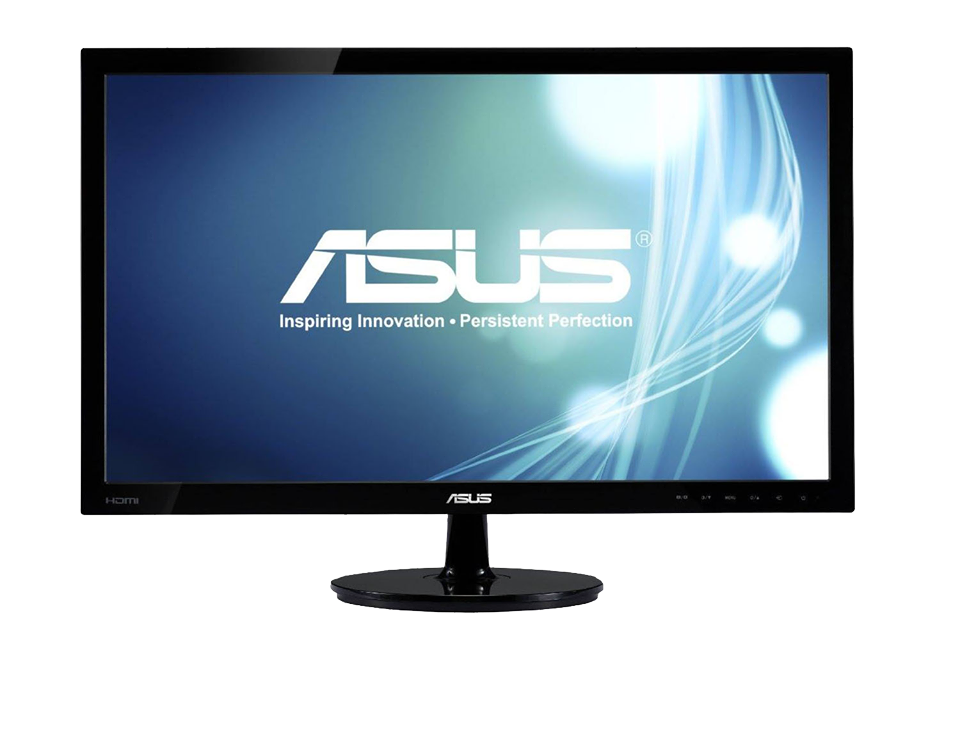 ASUS®
Inspiring Innovation • Persistent Perfection
HDMI
ASUS